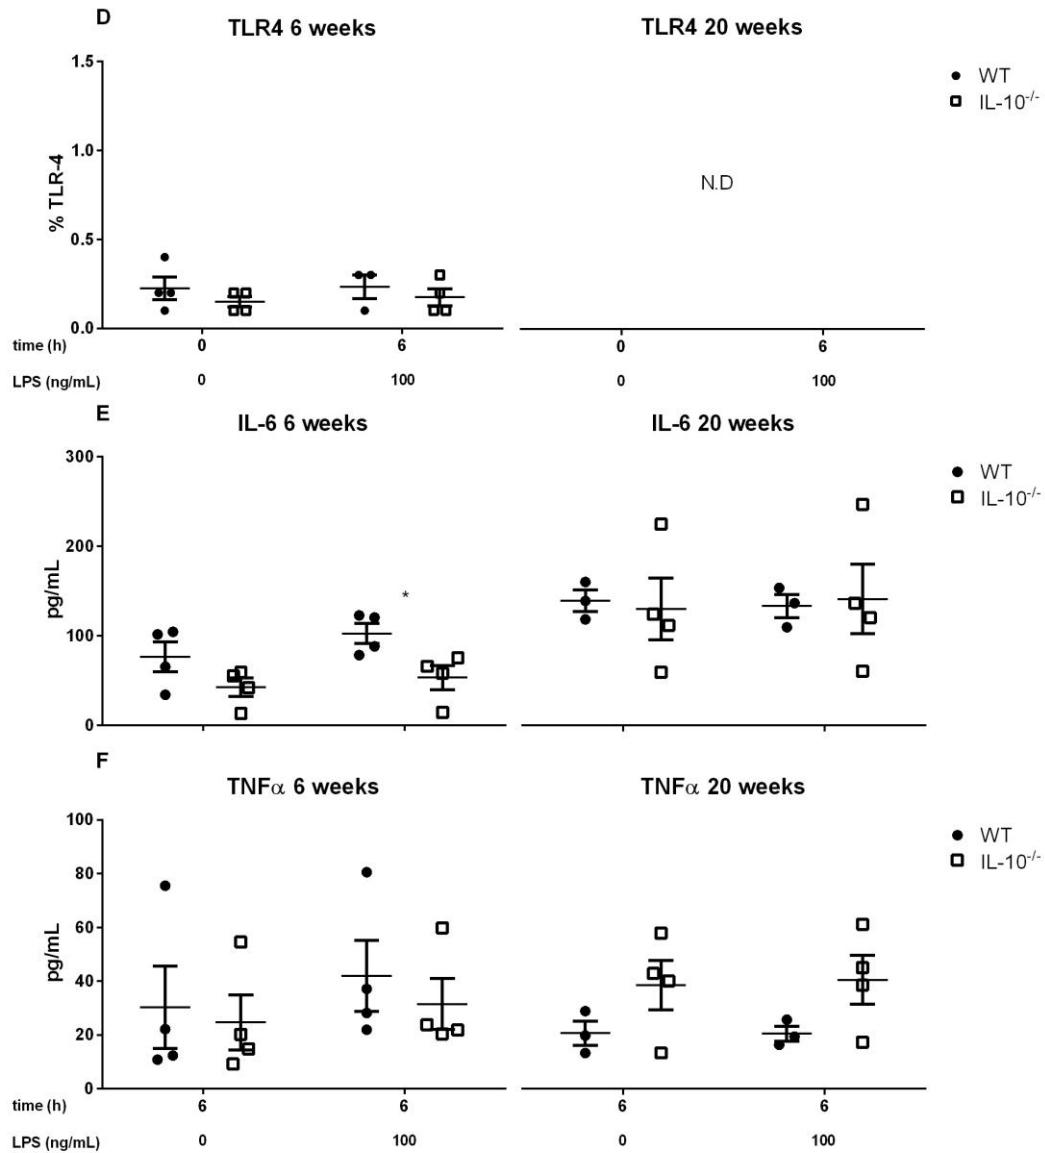 D
TLR4 6 weeks
TLR4 20 weeks
1.5
1.0
0.5
0.0
% TLR-4
N.D
WT
IL-10-/-
time (h)
0
6
0
6
LPS (ng/mL)
0
100
0
100
E
IL-6 6 weeks
IL-6 20 weeks
300
200
100
0
pg/mL
*
WT
IL-10-/-
F
TNFα 6 weeks
TNFα 20 weeks
100
80
60
40
20
0
pg/mL
WT
IL-10-/-
time (h)
6
6
6
6
LPS (ng/mL)
0
100
0
100